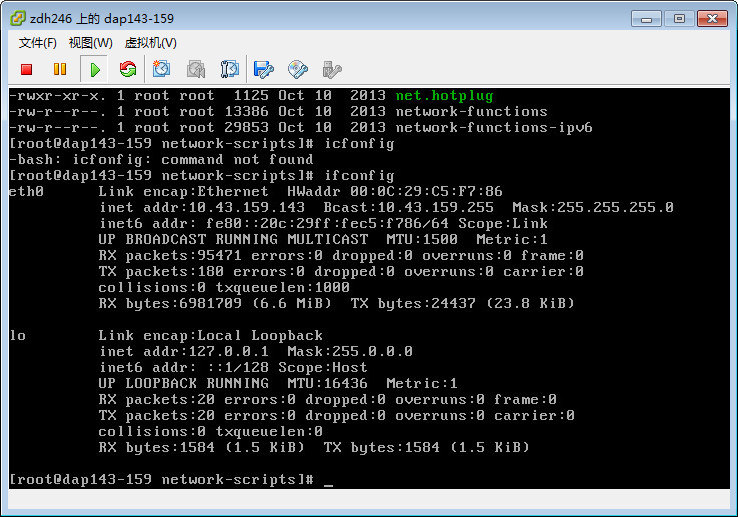 zdh246 上的 dap143-159
文件(F) 视图(W) 虚拟机(V)
-rwxr-xr-x. 1 root root  1125 Oct 10  2013 net.hotplug
-rw-r--r--. 1 root root 13386 Oct 10  2013 network-functions
-rw-r--r--. 1 root root 29853 Oct 10  2013 network-functions-ipv6
[root@dap143-159 network-scripts]# icfonfig
-bash: icfonfig: command not found
[root@dap143-159 network-scripts]# ifconfig
eth0      Link encap:Ethernet  HWaddr 00:0C:29:C5:F7:86
          inet addr:10.43.159.143  Bcast:10.43.159.255  Mask:255.255.255.0
          inet6 addr: fe80::20c:29ff:fec5:f786/64 Scope:Link
          UP BROADCAST RUNNING MULTICAST  MTU:1500  Metric:1
          RX packets:95471 errors:0 dropped:0 overruns:0 frame:0
          TX packets:180 errors:0 dropped:0 overruns:0 carrier:0
          collisions:0 txqueuelen:1000
          RX bytes:6981709 (6.6 MiB)  TX bytes:24437 (23.8 KiB)
lo        Link encap:Local Loopback
          inet addr:127.0.0.1  Mask:255.0.0.0
          inet6 addr: ::1/128 Scope:Host
          UP LOOPBACK RUNNING  MTU:16436  Metric:1
          RX packets:20 errors:0 dropped:0 overruns:0 frame:0
          TX packets:20 errors:0 dropped:0 overruns:0 carrier:0
          collisions:0 txqueuelen:0
          RX bytes:1584 (1.5 KiB)  TX bytes:1584 (1.5 KiB)
[root@dap143-159 network-scripts]# _